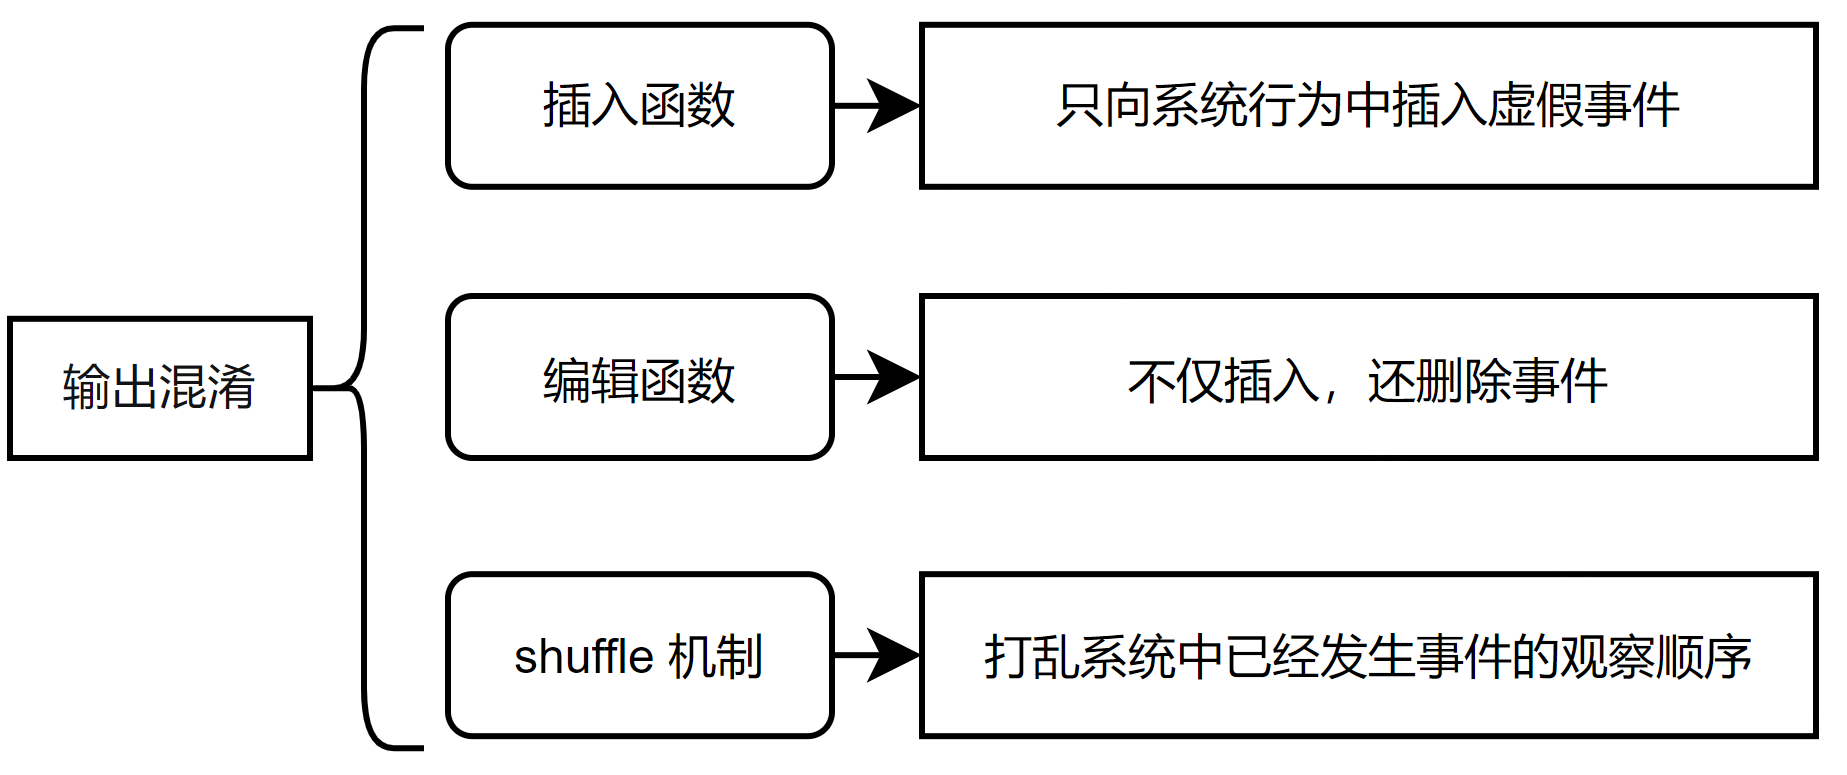 插入函数
只向系统行为中插入虚假事件
输出混淆
编辑函数
不仅插入，还删除事件
shuffle 机制
打乱系统中已经发生事件的观察顺序